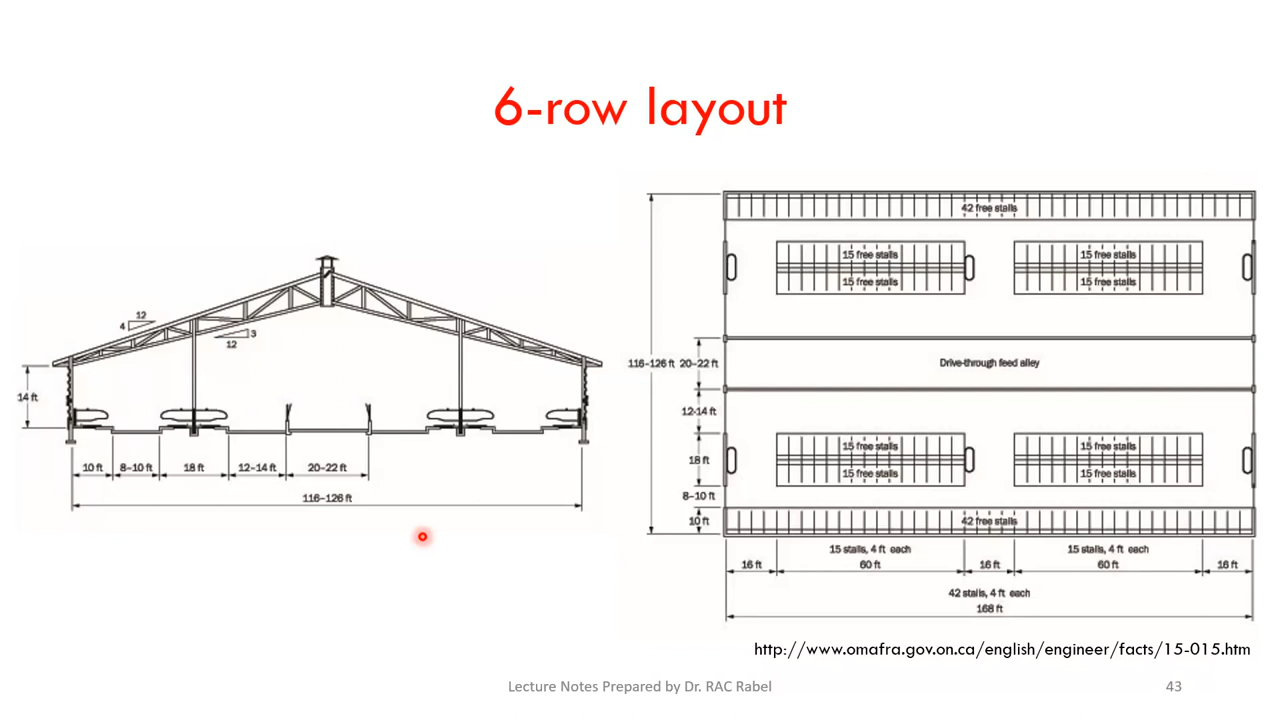 6-row layout
12
4
3
12
14 ft
10 ft
8–10 ft
18 ft
12–14 ft
20–22 ft
116–126 ft
42 free stalls
15 free stalls
15 free stalls
15 free stalls
15 free stalls
116–126 ft
20–22 ft
Drive-through feed alley
12-14 ft
15 free stalls
15 free stalls
18 ft
15 free stalls
15 free stalls
8–10 ft
10 ft
42 free stalls
15 stalls, 4 ft each
15 stalls, 4 ft each
16 ft
60 ft
16 ft
60 ft
16 ft
42 stalls, 4 ft each
168 ft
http://www.omafra.gov.on.ca/english/engineer/facts/15-015.htm
Lecture Notes Prepared by Dr. RAC Rabel
43